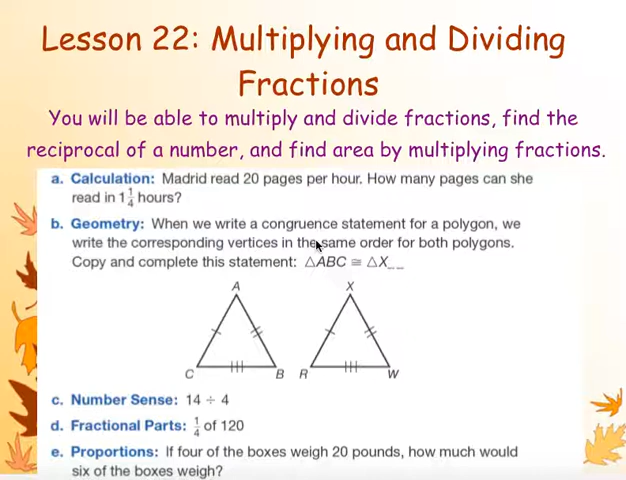 Lesson 22: Multiplying and Dividing
Fractions
You will be able to multiply and divide fractions, find the
reciprocal of a number, and find area by multiplying fractions.
a. Calculation: Madrid read 20 pages per hour. How many pages can she
read in 1 1/4 hours?
b. Geometry: When we write a congruence statement for a polygon, we
write the corresponding vertices in the same order for both polygons.
Copy and complete this statement: △ABC ≅ △X_ _
A X
C B R W
c. Number Sense: 14 ÷ 4
d. Fractional Parts: 1/4 of 120
e. Proportions: If four of the boxes weigh 20 pounds, how much would
six of the boxes weigh?